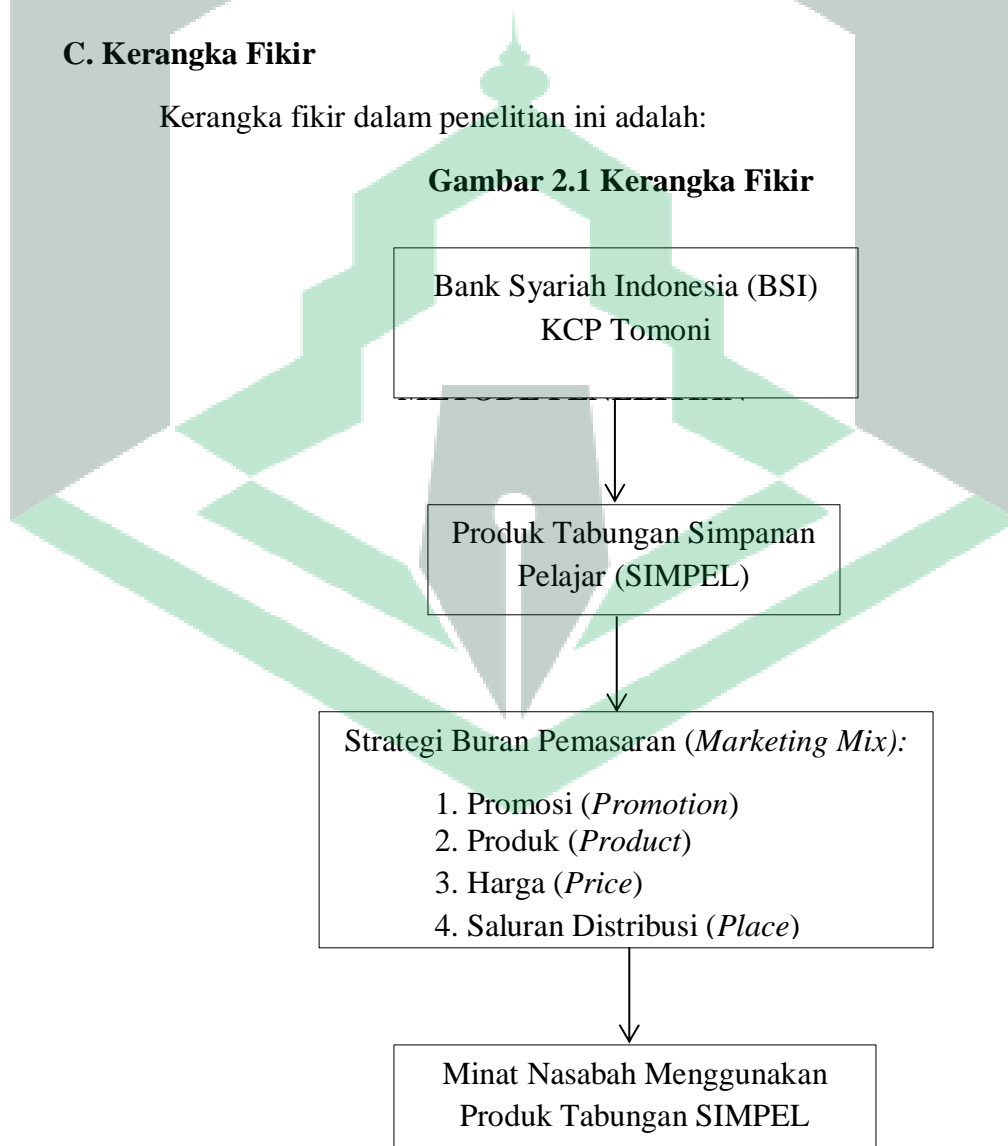 C. Kerangka Fikir
Kerangka fikir dalam penelitian ini adalah:
Gambar 2.1 Kerangka Fikir
Bank Syariah Indonesia (BSI)
KCP Tomoni
Produk Tabungan Simpanan
Pelajar (SIMPEL)
Strategi Buran Pemasaran (Marketing Mix):
1. Promosi (Promotion)
2. Produk (Product)
3. Harga (Price)
4. Saluran Distribusi (Place)
Minat Nasabah Menggunakan
Produk Tabungan SIMPEL